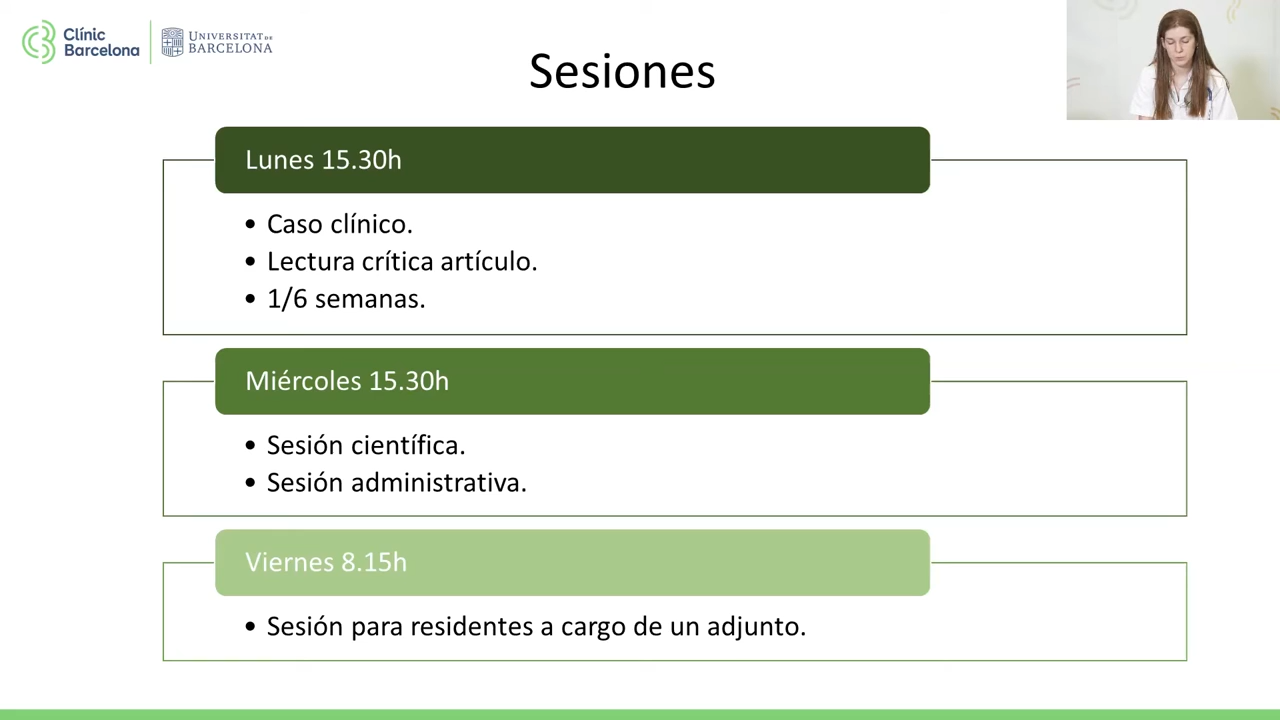 Clínic
Barcelona
UNIVERSITAT DE
BARCELONA
Sesiones
Lunes 15.30h
• Caso clínico.
• Lectura crítica artículo.
• 1/6 semanas.
Miércoles 15.30h
• Sesión científica.
• Sesión administrativa.
Viernes 8.15h
• Sesión para residentes a cargo de un adjunto.